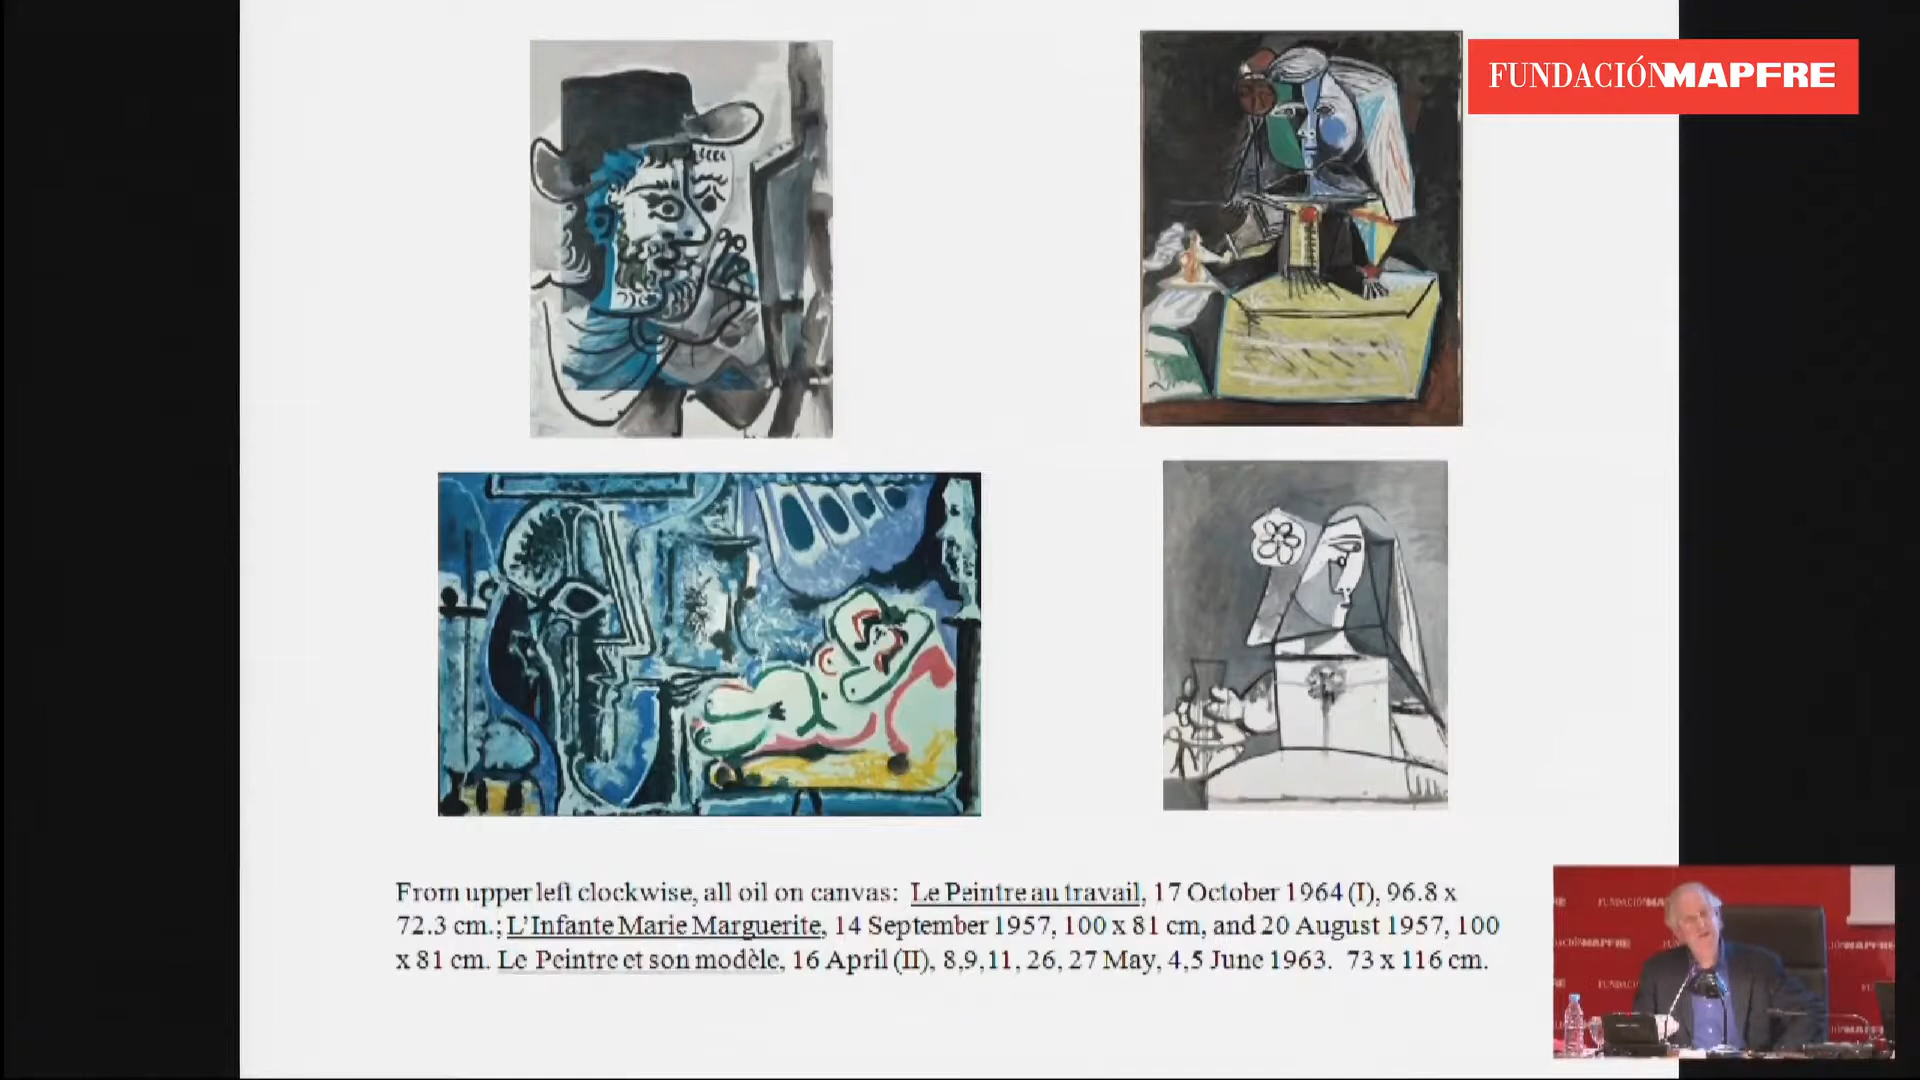 FUNDACIÓNMAPFRE
From upper left clockwise, all oil on canvas: Le Peintre au travail, 17 October 1964 (I), 96.8 x
72.3 cm.; L'Infante Marie Marguerite, 14 September 1957, 100 x 81 cm, and 20 August 1957, 100
x 81 cm. Le Peintre et son modèle, 16 April (II), 8,9,11, 26, 27 May, 4,5 June 1963. 73 x 116 cm.
FUNDACIÓNMAPFRE